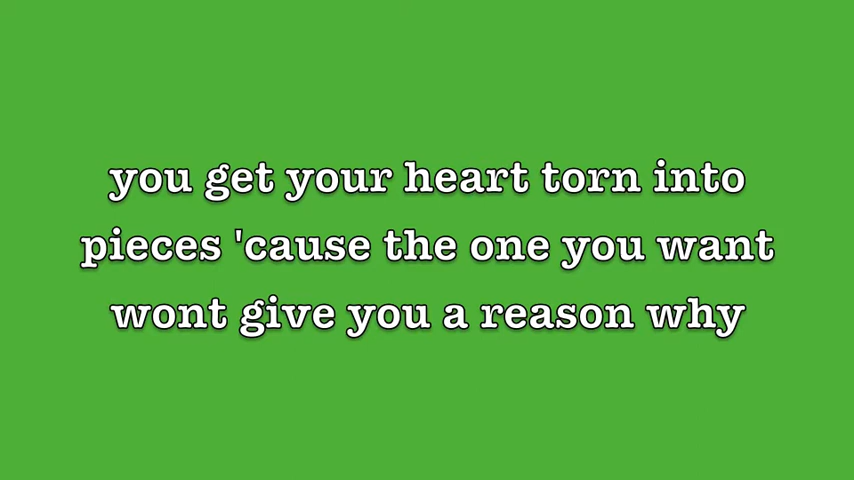 you get your heart torn into
pieces 'cause the one you want
wont give you a reason why